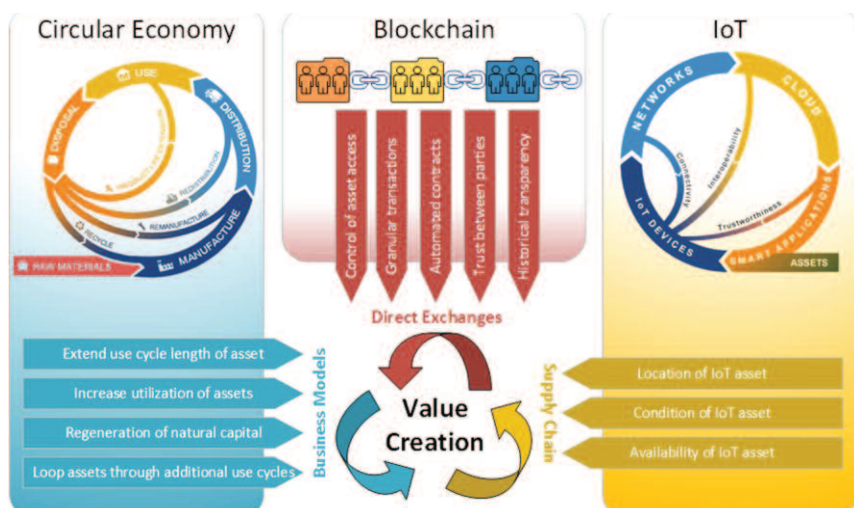 Circular Economy
USE
DISTRIBUTION
DISPOSAL
PRODUCT LIFE EXTENSION
REDISTRIBUTION
REMANUFACTURE
RECYCLE
MANUFACTURE
RAW MATERIALS
Extend use cycle length of asset
Increase utilization of assets
Regeneration of natural capital
Loop assets through additional use cycles
Business Models
Blockchain
Control of asset access
Granular transactions
Automated contracts
Trust between parties
Historical transparency
Direct Exchanges
Value
Creation
IoT
NETWORKS
CLOUD
Connectivity
Interoperability
Trustworthiness
IoT DEVICES
SMART APPLICATIONS
ASSETS
Supply Chain
Location of IoT asset
Condition of IoT asset
Availability of IoT asset